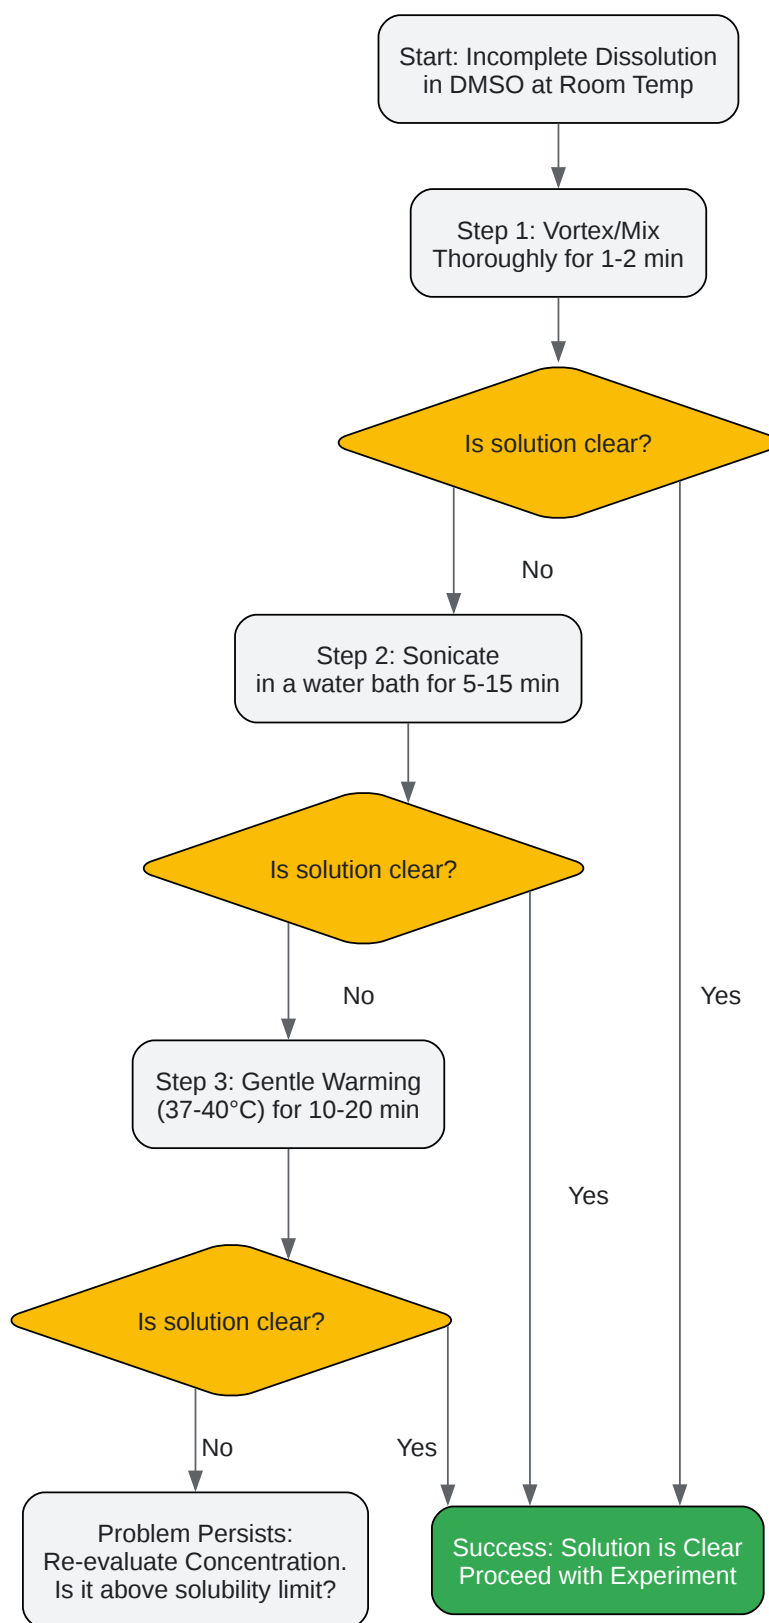 Start: Incomplete Dissolution
in DMSO at Room Temp
Step 1: Vortex/Mix
Thoroughly for 1-2 min
Is solution clear?
No
Step 2: Sonicate
in a water bath for 5-15 min
Is solution clear?
No
Yes
Step 3: Gentle Warming
(37-40°C) for 10-20 min
Yes
Is solution clear?
No
Yes
Problem Persists:
Re-evaluate Concentration.
Is it above solubility limit?
Success: Solution is Clear
Proceed with Experiment